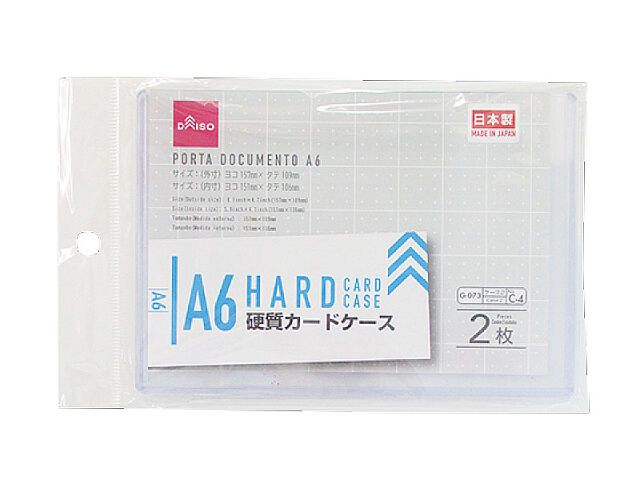 DAISO
日本製
MADE IN JAPAN
PORTA DOCUMENTO A6
サイズ:(外寸) ヨコ157mm× タテ109mm
サイズ:(内寸) ヨコ151mm× タテ106mm
A6
A6 HARD CARD CASE
硬質カードケース
G-073
No.
C-4
2枚